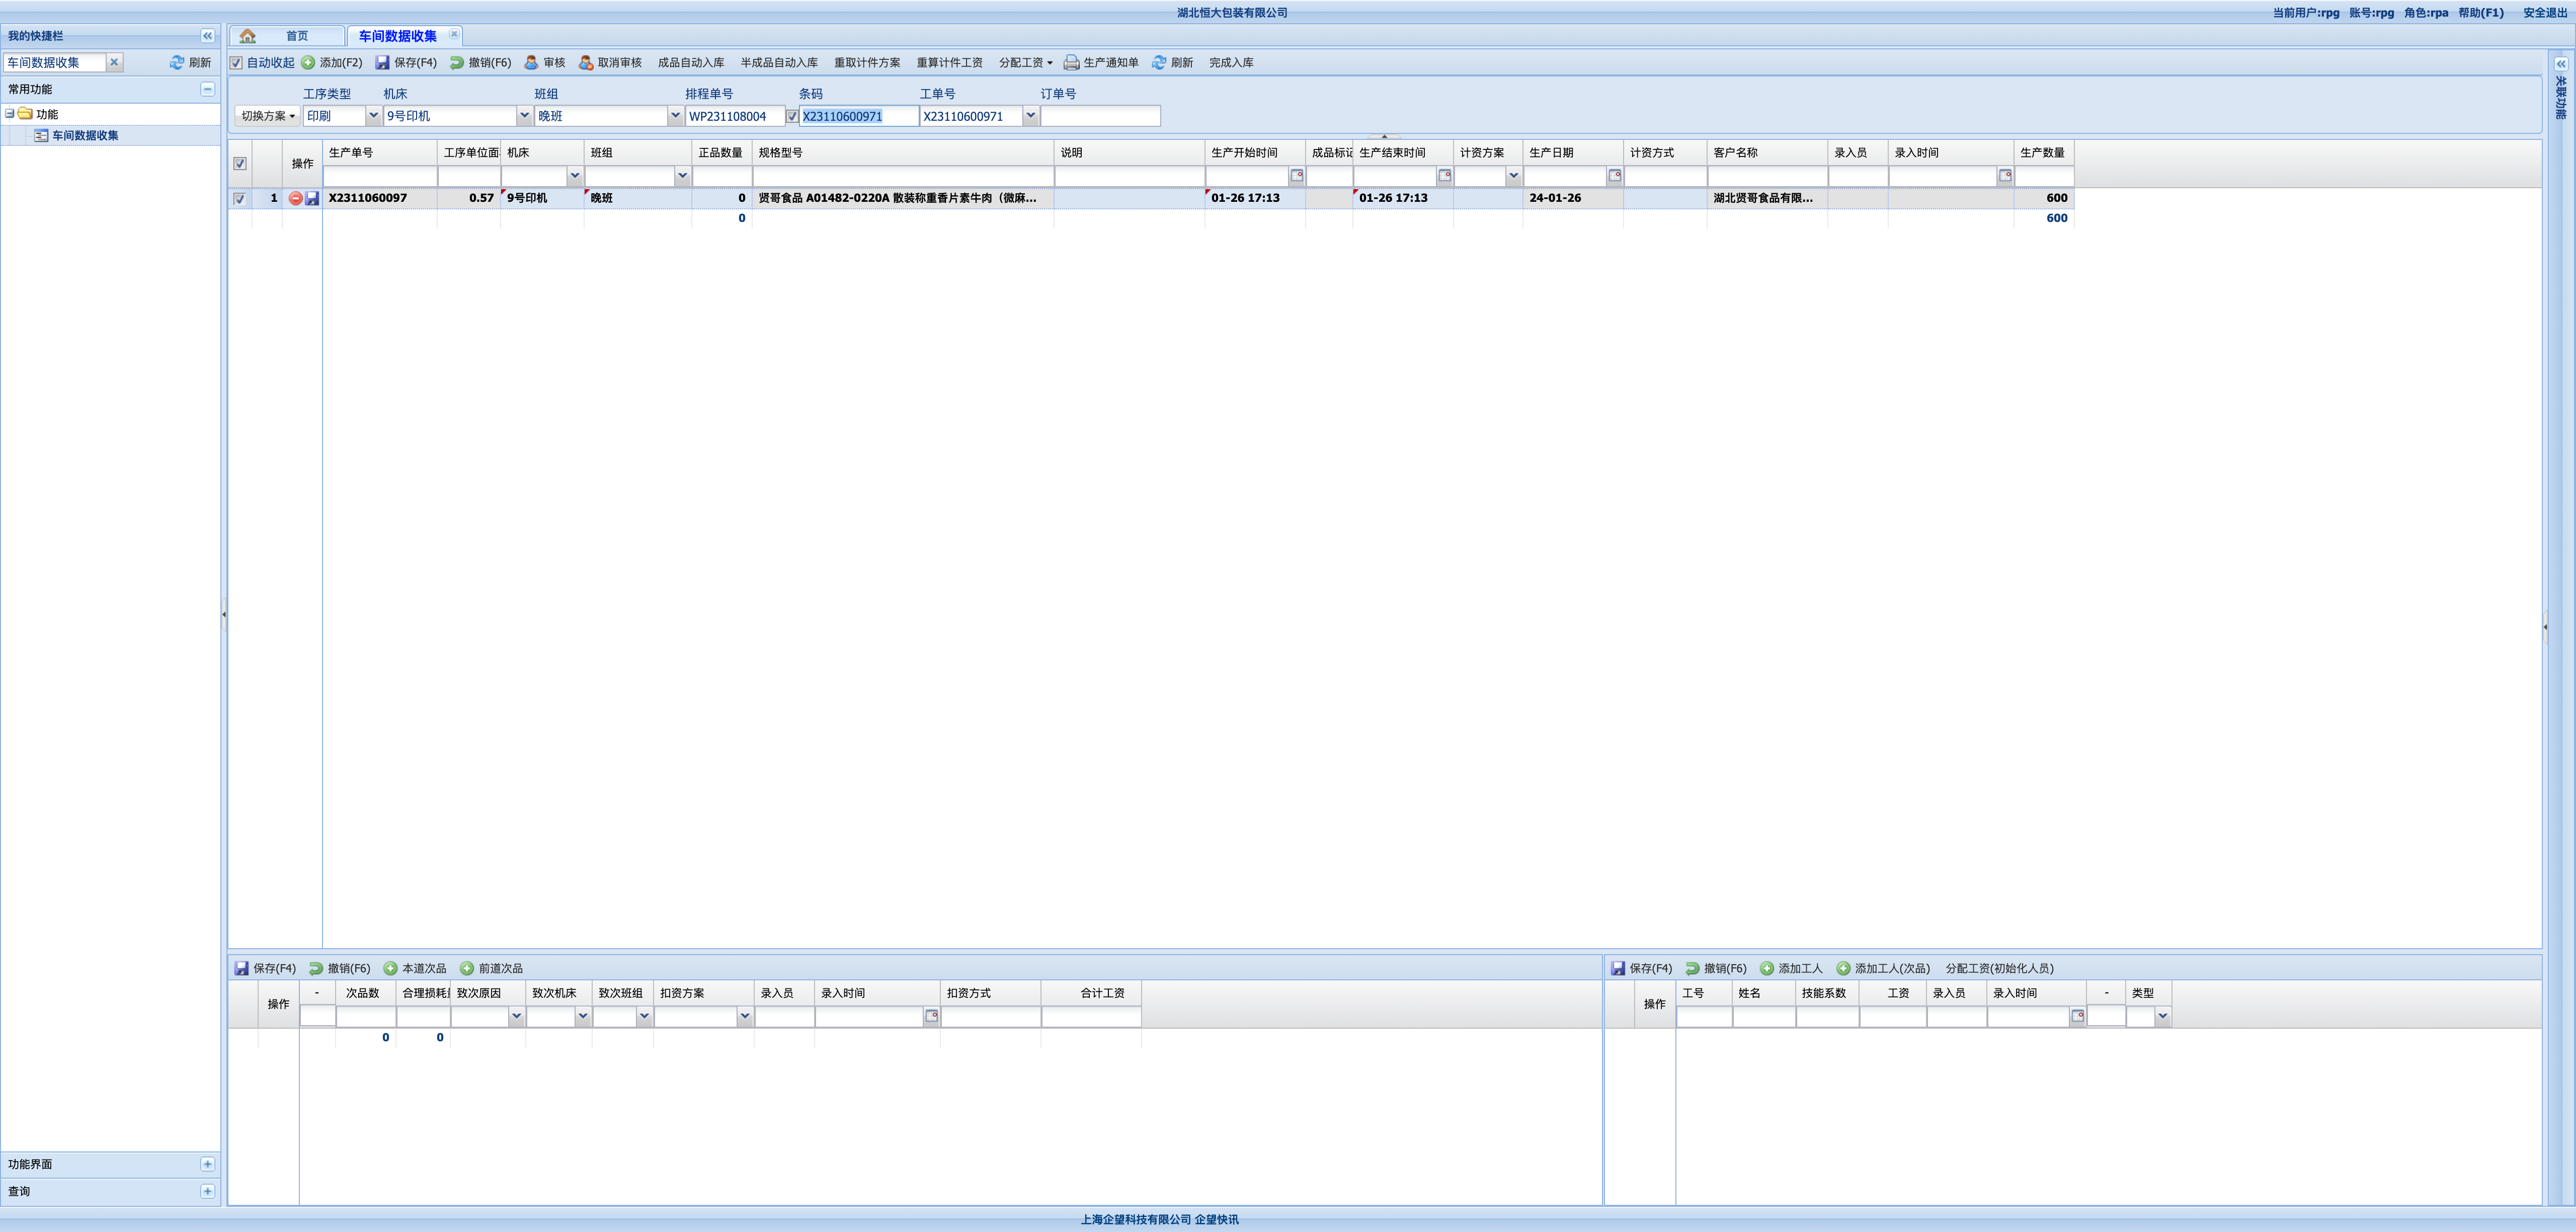 湖北恒大包装有限公司
当前用户:rpg 账号:rpg 角色:rpa 帮助(F1) 安全退出
我的快捷栏
首页 车间数据收集
车间数据收集 刷新
自动收起 添加(F2) 保存(F4) 撤销(F6) 审核 取消审核 成品自动入库 半成品自动入库 重取计件方案 重算计件工资 分配工资 生产通知单 刷新 完成入库
关联功能
常用功能
功能
车间数据收集
工序类型 机床 班组 排程单号 条码 工单号 订单号
切换方案 印刷 9号印机 晚班 WP231108004 X23110600971 X23110600971
操作 生产单号 工序单位面 机床 班组 正品数量 规格型号 说明 生产开始时间 成品标记 生产结束时间 计资方案 生产日期 计资方式 客户名称 录入员 录入时间 生产数量
1 X2311060097 0.57 9号印机 晚班 0 贤哥食品 A01482-0220A 散装称重香片素牛肉（微麻... 01-26 17:13 01-26 17:13 24-01-26 湖北贤哥食品有限... 600
0 600
保存(F4) 撤销(F6) 本道次品 前道次品
操作 - 次品数 合理损耗 致次原因 致次机床 致次班组 扣资方案 录入员 录入时间 扣资方式 合计工资
0 0
保存(F4) 撤销(F6) 添加工人 添加工人(次品) 分配工资(初始化人员)
操作 工号 姓名 技能系数 工资 录入员 录入时间 - 类型
功能界面
查询
上海企望科技有限公司 企望快讯